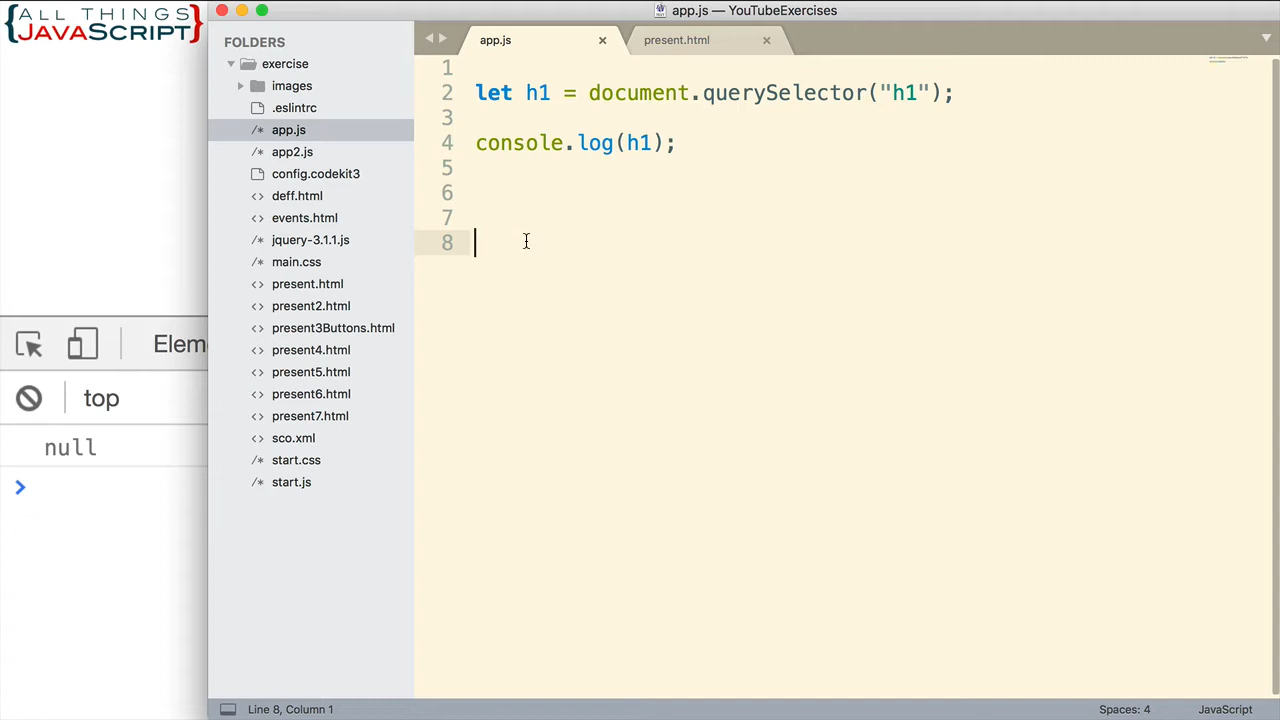 ALL THINGS
JAVASCRIPT
app.js — YouTubeExercises
FOLDERS
exercise
images
.eslintrc
/* app.js
/* app2.js
config.codekit3
<> deff.html
<> events.html
/* jquery-3.1.1.js
/* main.css
<> present.html
<> present2.html
<> present3Buttons.html
<> present4.html
<> present5.html
<> present6.html
<> present7.html
<> sco.xml
/* start.css
/* start.js
app.js
present.html
1
2 let h1 = document.querySelector("h1");
3
4 console.log(h1);
5
6
7
8
Elem
top
null
Line 8, Column 1
Spaces: 4
JavaScript